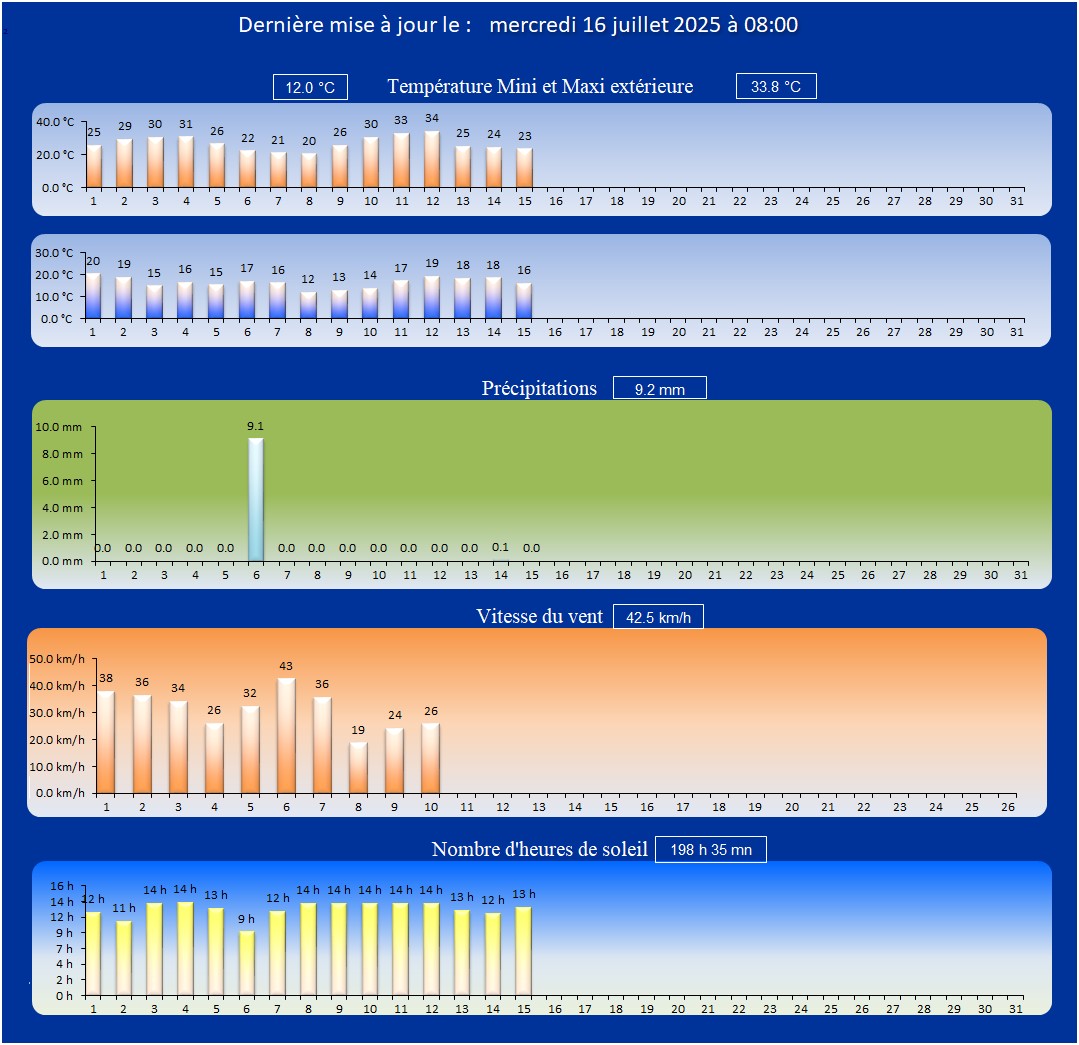 Dernière mise à jour le : mercredi 16 juillet 2025 à 08:00
12.0 °C Température Mini et Maxi extérieure 33.8 °C
40.0 °C
20.0 °C
0.0 °C
25 29 30 31 26 22 21 20 26 30 33 34 25 24 23
1 2 3 4 5 6 7 8 9 10 11 12 13 14 15 16 17 18 19 20 21 22 23 24 25 26 27 28 29 30 31
30.0 °C
20.0 °C
10.0 °C
0.0 °C
20 19 15 16 15 17 16 12 13 14 17 19 18 18 16
1 2 3 4 5 6 7 8 9 10 11 12 13 14 15 16 17 18 19 20 21 22 23 24 25 26 27 28 29 30 31
Précipitations 9.2 mm
10.0 mm
8.0 mm
6.0 mm
4.0 mm
2.0 mm
0.0 mm
0.0 0.0 0.0 0.0 0.0 9.1 0.0 0.0 0.0 0.0 0.0 0.0 0.0 0.1 0.0
1 2 3 4 5 6 7 8 9 10 11 12 13 14 15 16 17 18 19 20 21 22 23 24 25 26 27 28 29 30 31
Vitesse du vent 42.5 km/h
50.0 km/h
40.0 km/h
30.0 km/h
20.0 km/h
10.0 km/h
0.0 km/h
38 36 34 26 32 43 36 19 24 26
1 2 3 4 5 6 7 8 9 10 11 12 13 14 15 16 17 18 19 20 21 22 23 24 25 26
Nombre d'heures de soleil 198 h 35 mn
16 h
14 h
12 h
9 h
7 h
4 h
2 h
0 h
12 h 11 h 14 h 14 h 13 h 9 h 12 h 14 h 14 h 14 h 14 h 14 h 13 h 12 h 13 h
1 2 3 4 5 6 7 8 9 10 11 12 13 14 15 16 17 18 19 20 21 22 23 24 25 26 27 28 29 30 31